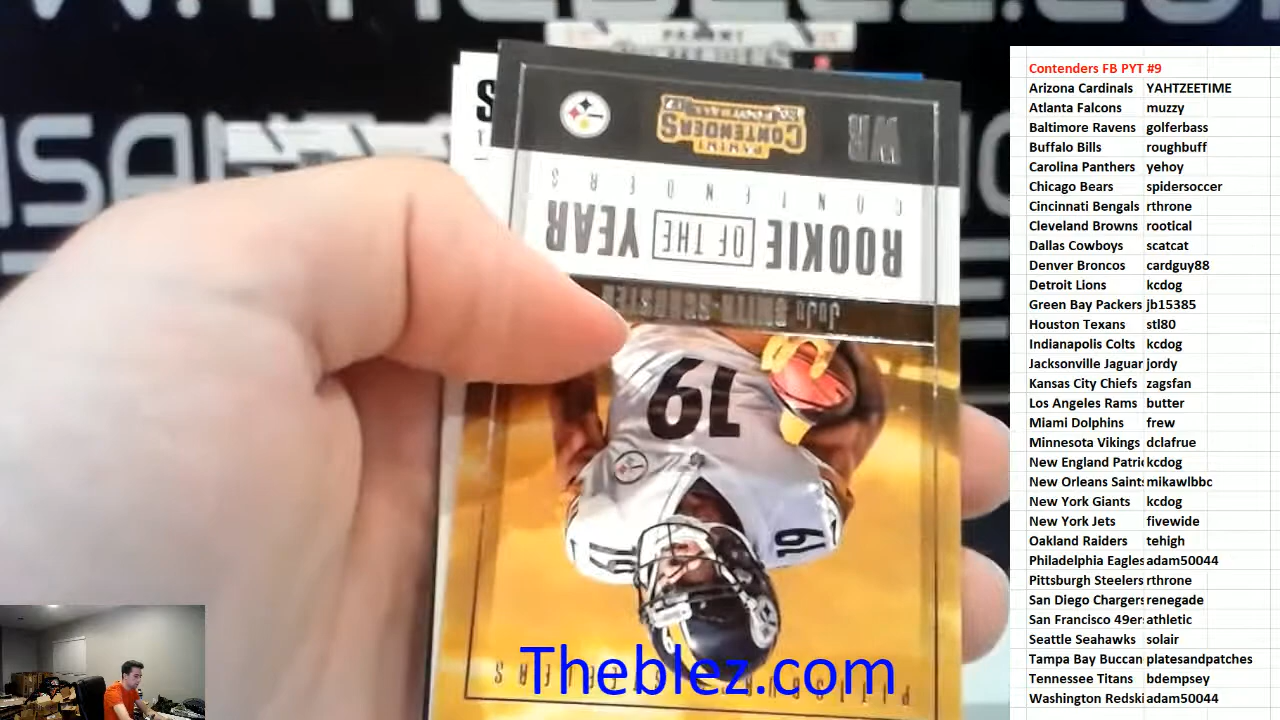 WR
PANINI
CONTENDERS
FOOTBALL
CONTENDERS
ROOKIE OF THE YEAR
JuJu SMITH-SCHUSTER
19
19
19
PITTSBURGH STEELERS
Theblez.com
Contenders FB PYT #9
Arizona Cardinals YAHTZEETIME
Atlanta Falcons muzzy
Baltimore Ravens golferbass
Buffalo Bills roughbuff
Carolina Panthers yehoy
Chicago Bears spidersoccer
Cincinnati Bengals rthrone
Cleveland Browns rootical
Dallas Cowboys scatcat
Denver Broncos cardguy88
Detroit Lions kcdog
Green Bay Packers jb15385
Houston Texans stl80
Indianapolis Colts kcdog
Jacksonville Jaguar jordy
Kansas City Chiefs zagsfan
Los Angeles Rams butter
Miami Dolphins frew
Minnesota Vikings dclafrue
New England Patri kcdog
New Orleans Saints mikawlbbc
New York Giants kcdog
New York Jets fivewide
Oakland Raiders tehigh
Philadelphia Eagles adam50044
Pittsburgh Steelers rthrone
San Diego Chargers renegade
San Francisco 49er athletic
Seattle Seahawks solair
Tampa Bay Buccan platesandpatches
Tennessee Titans bdempsey
Washington Redski adam50044